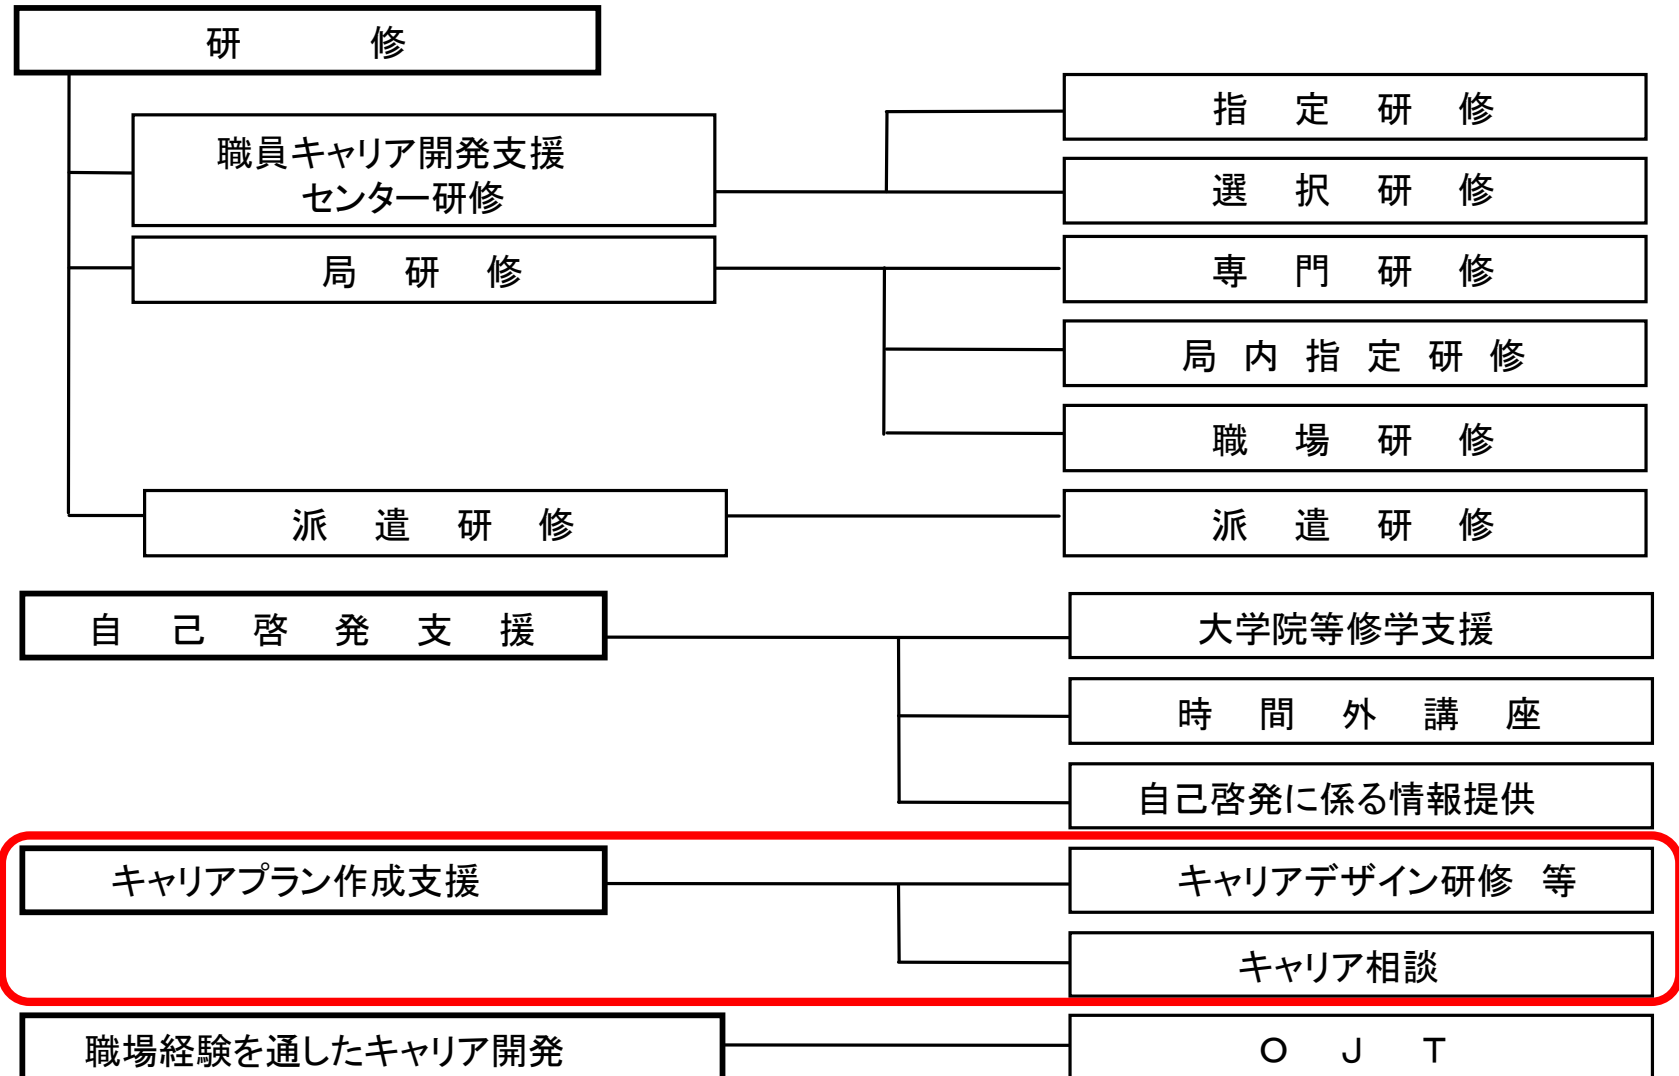 研 修
職員キャリア開発支援
センター研修
指 定 研 修
選 択 研 修
局 研 修
専 門 研 修
局 内 指 定 研 修
職 場 研 修
派 遣 研 修
派 遣 研 修
自 己 啓 発 支 援
大学院等修学支援
時 間 外 講 座
自己啓発に係る情報提供
キャリアプラン作成支援
キャリアデザイン研修 等
キャリア相談
職場経験を通したキャリア開発
O J T